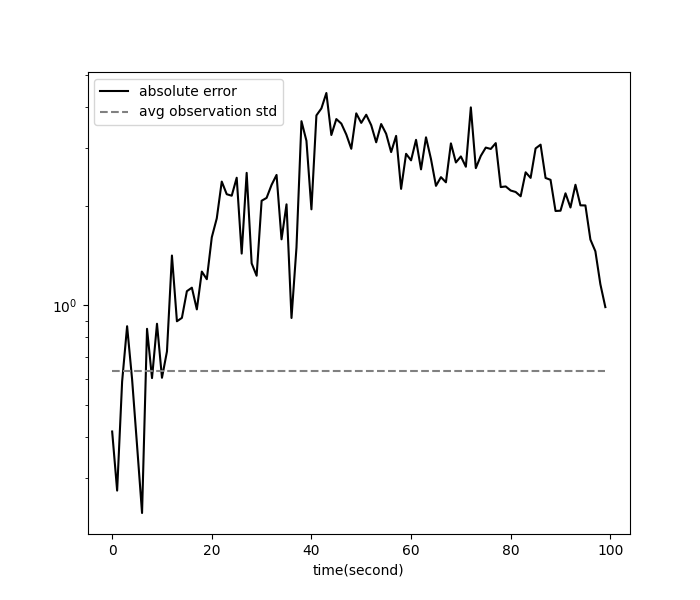 absolute error
avg observation std
10⁰
0 20 40 60 80 100
time(second)